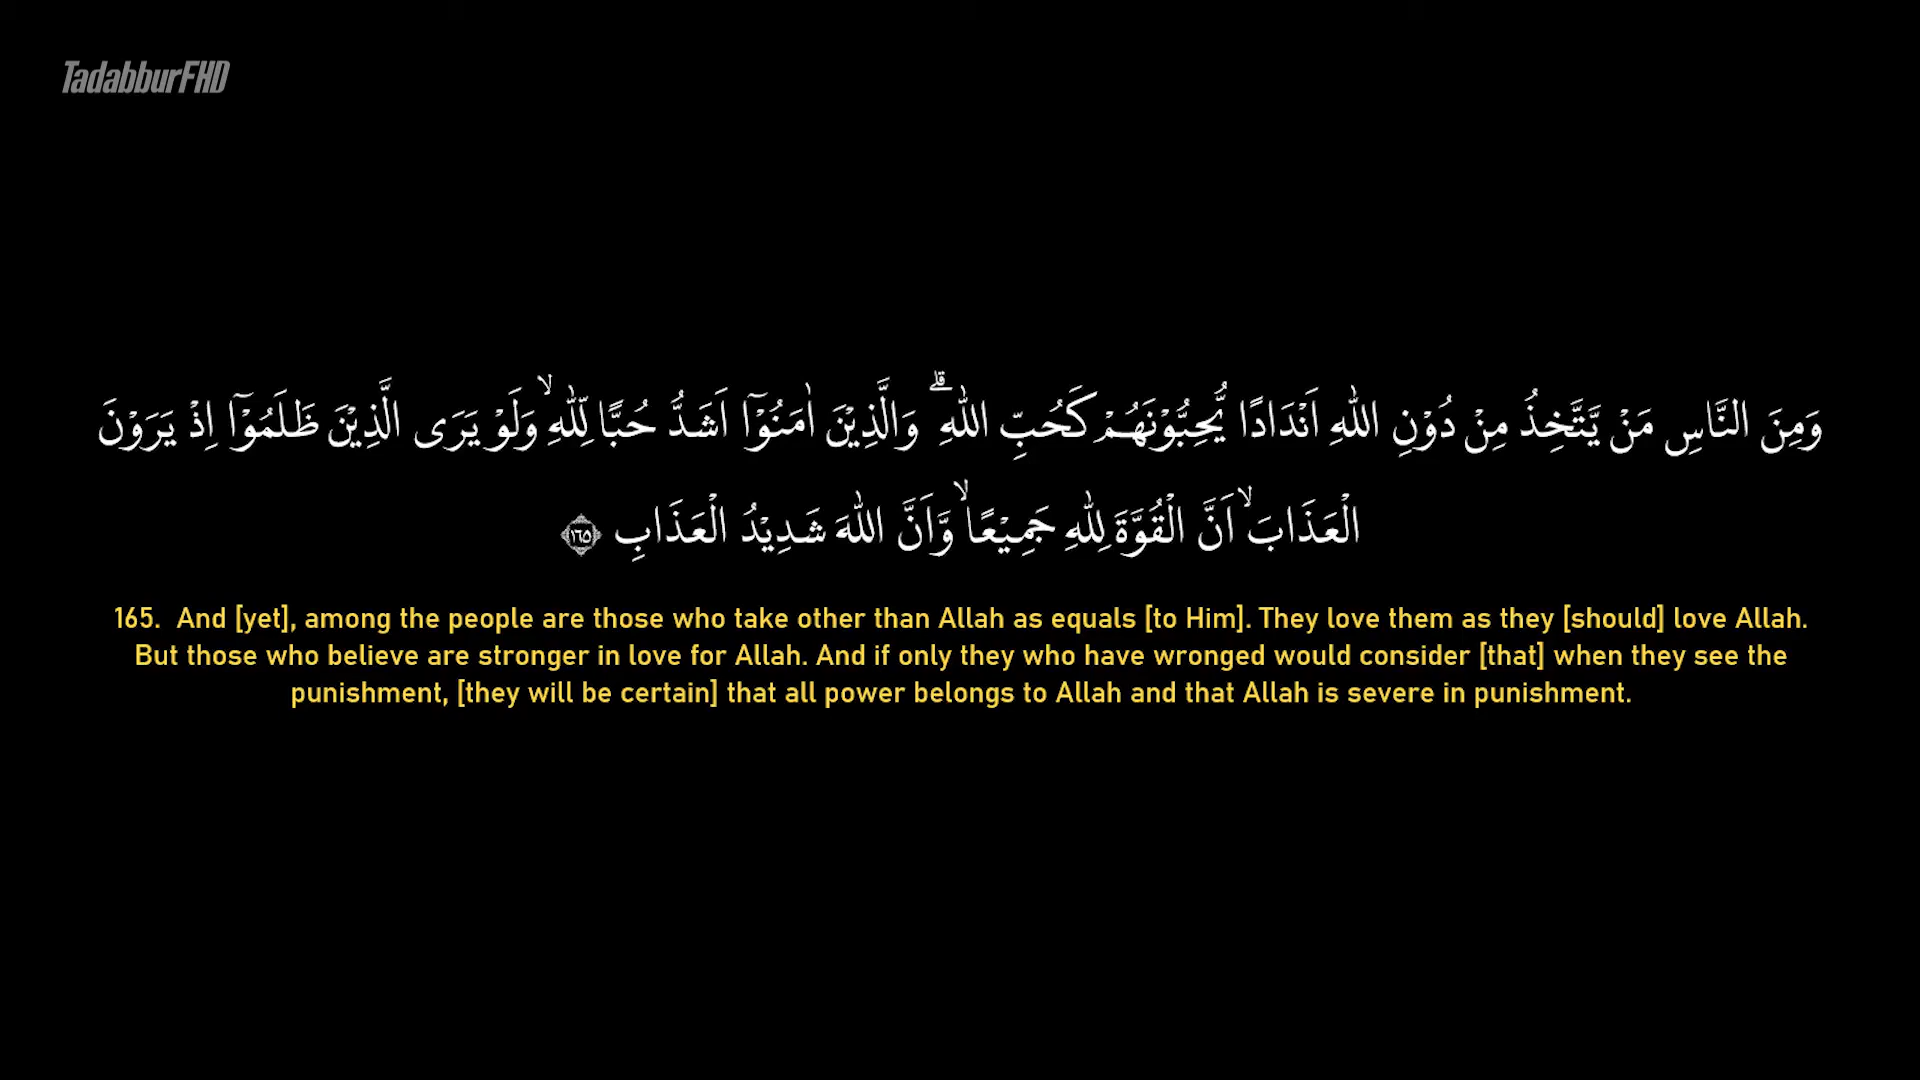 TadabburFHD
وَمِنَ النَّاسِ مَنْ يَّتَّخِذُ مِنْ دُوْنِ اللّٰهِ اَنْدَادًا يُّحِبُّوْنَهُمْ كَحُبِّ اللّٰهِ ۗ وَالَّذِيْنَ اٰمَنُوْٓا اَشَدُّ حُبًّا لِّلّٰهِ ۙ وَلَوْ يَرَى الَّذِيْنَ ظَلَمُوْٓا اِذْ يَرَوْنَ
الْعَذَابَ ۙ اَنَّ الْقُوَّةَ لِلّٰهِ جَمِيْعًا ۙ وَّاَنَّ اللّٰهَ شَدِيْدُ الْعَذَابِ ١٦٥
165. And [yet], among the people are those who take other than Allah as equals [to Him]. They love them as they [should] love Allah.
But those who believe are stronger in love for Allah. And if only they who have wronged would consider [that] when they see the
punishment, [they will be certain] that all power belongs to Allah and that Allah is severe in punishment.